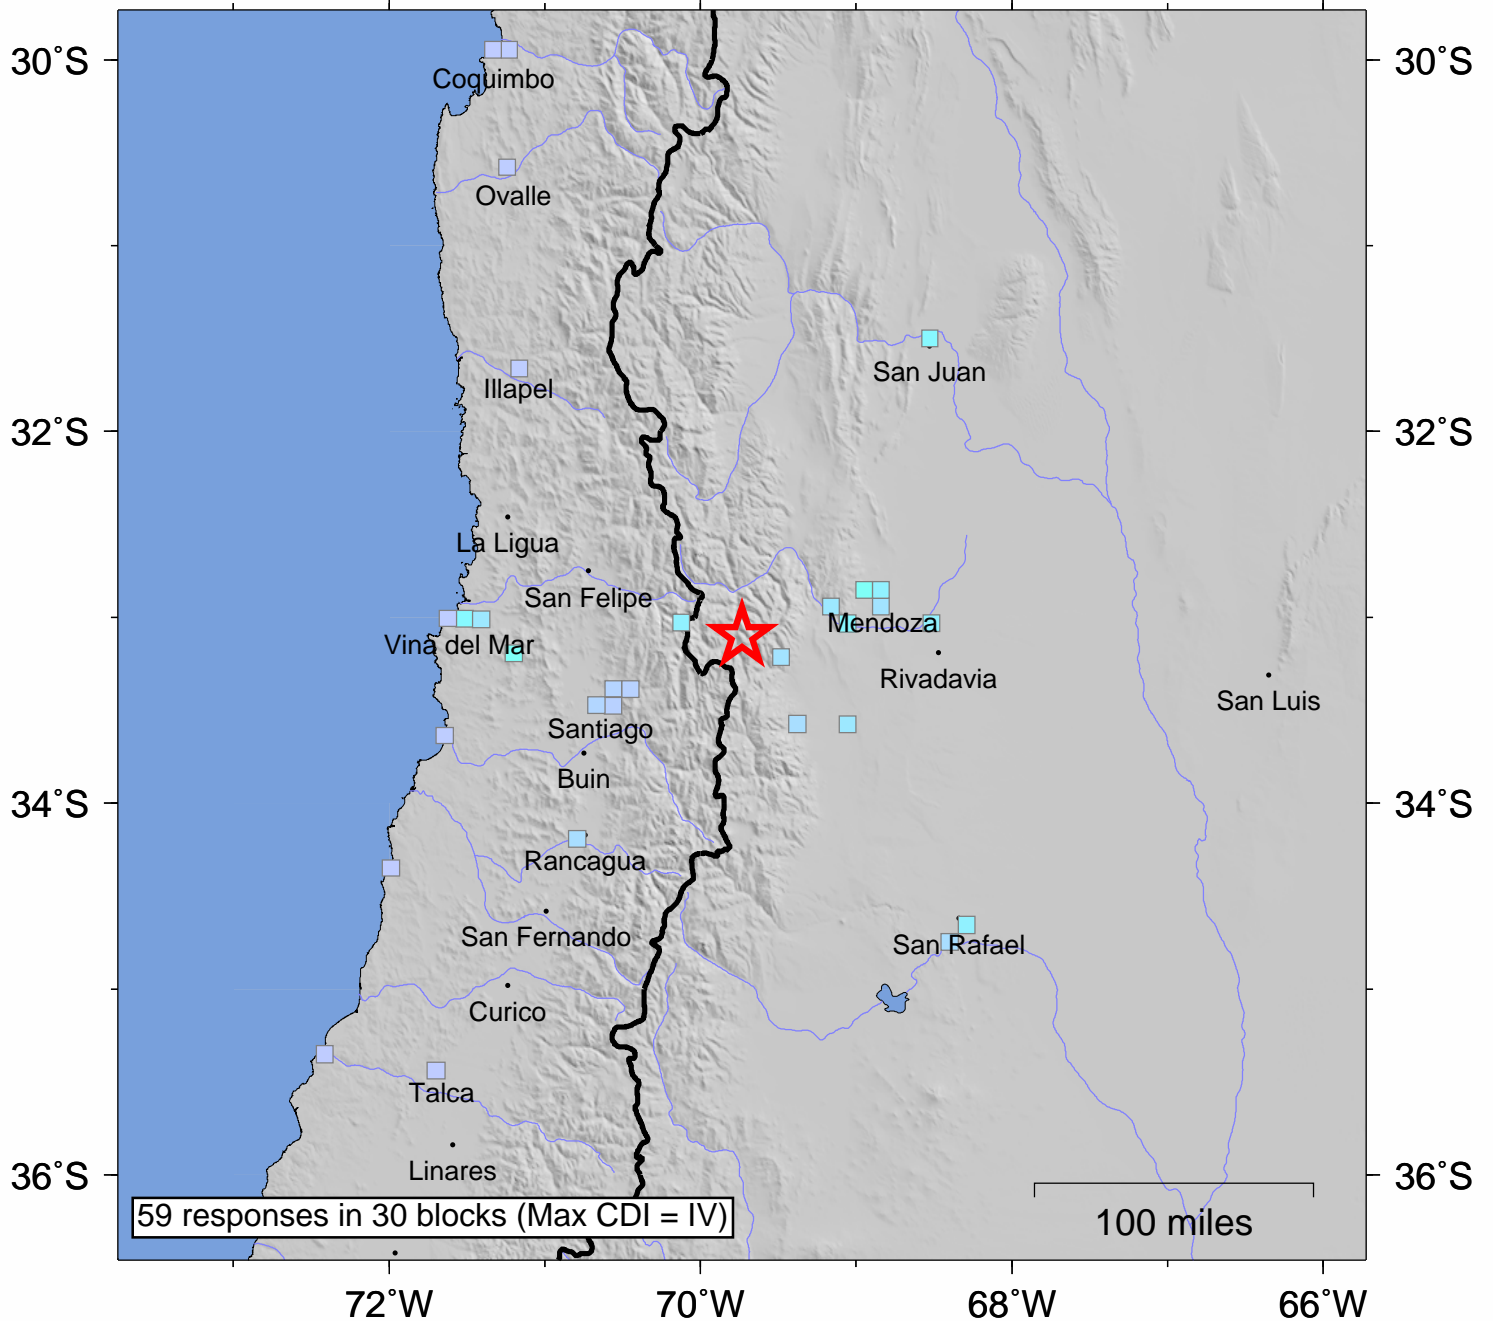 30°S
30°S
Coquimbo
Ovalle
San Juan
Illapel
32°S
32°S
La Ligua
San Felipe
Mendoza
Vina del Mar
Rivadavia
San Luis
Santiago
Buin
34°S
34°S
Rancagua
San Fernando
San Rafael
Curico
Talca
Linares
36°S
36°S
59 responses in 30 blocks (Max CDI = IV)
100 miles
72°W
70°W
68°W
66°W